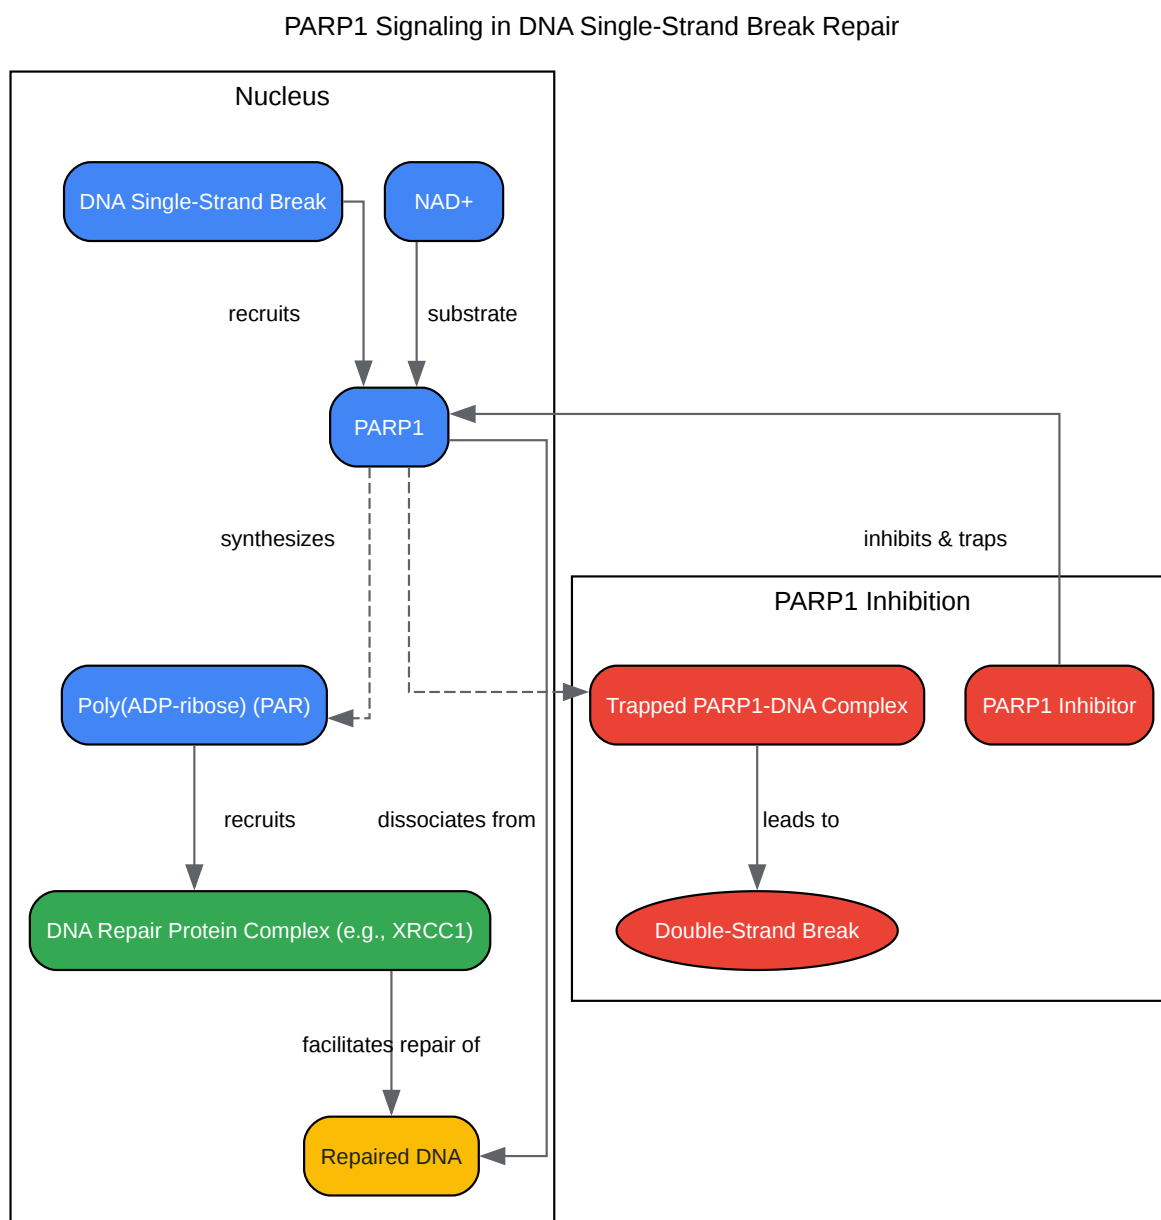 PARP1 Signaling in DNA Single-Strand Break Repair
Nucleus
DNA Single-Strand Break
NAD+
recruits
substrate
PARP1
synthesizes
inhibits & traps
PARP1 Inhibition
Poly(ADP-ribose) (PAR)
Trapped PARP1-DNA Complex
PARP1 Inhibitor
recruits
dissociates from
leads to
DNA Repair Protein Complex (e.g., XRCC1)
Double-Strand Break
facilitates repair of
Repaired DNA